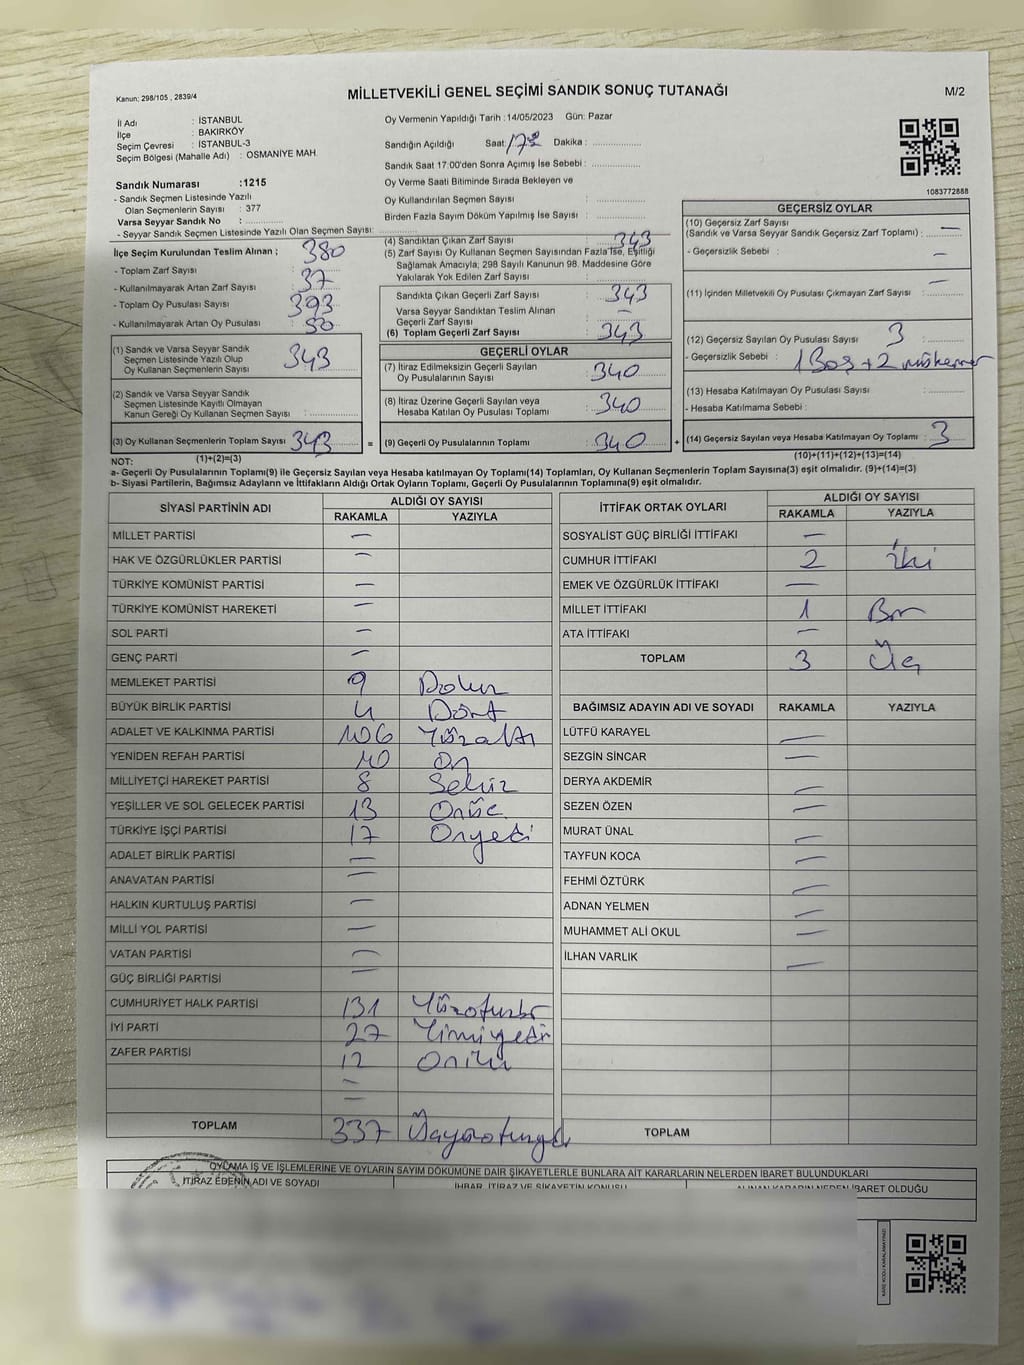 Kanun: 298/105 , 2839/4
MİLLETVEKİLİ GENEL SEÇİMİ SANDIK SONUÇ TUTANAĞI
M/2
İl Adı : İSTANBUL
İlçe : BAKIRKÖY
Seçim Çevresi : İSTANBUL-3
Seçim Bölgesi (Mahalle Adı) : OSMANİYE MAH.
Oy Vermenin Yapıldığı Tarih :14/05/2023 Gün: Pazar
Sandığın Açıldığı Saat: Dakika : ...............
Sandık Saat 17:00'den Sonra Açımış İse Sebebi : ..................
Oy Verme Saati Bitiminde Sırada Bekleyen ve
Oy Kullandırılan Seçmen Sayısı : ..................
Birden Fazla Sayım Döküm Yapılmış İse Sayısı : ..................
1083772888
Sandık Numarası :1215
- Sandık Seçmen Listesinde Yazılı
Olan Seçmenlerin Sayısı : 377
Varsa Seyyar Sandık No : ..............
- Seyyar Sandık Seçmen Listesinde Yazılı Olan Seçmen Sayısı: ..............
İlçe Seçim Kurulundan Teslim Alınan ;
- Toplam Zarf Sayısı : 380
- Kullanılmayarak Artan Zarf Sayısı : 37
- Toplam Oy Pusulası Sayısı : 393
- Kullanılmayarak Artan Oy Pusulası : 50
(1) Sandık ve Varsa Seyyar Sandık
Seçmen Listesinde Yazılı Olup
Oy Kullanan Seçmenlerin Sayısı : 343
(2) Sandık ve Varsa Seyyar Sandık
Seçmen Listesinde Kayıtlı Olmayan
Kanun Gereği Oy Kullanan Seçmen Sayısı : ..............
(3) Oy Kullanan Seçmenlerin Toplam Sayısı : 343
(4) Sandıktan Çıkan Zarf Sayısı : 343
(5) Zarf Sayısı Oy Kullanan Seçmen Sayısından Fazla İse, Eşitliği
Sağlamak Amacıyla, 298 Sayılı Kanunun 98. Maddesine Göre
Yakılarak Yok Edilen Zarf Sayısı : ..............
Sandıkta Çıkan Geçerli Zarf Sayısı : 343
Varsa Seyyar Sandıktan Teslim Alınan
Geçerli Zarf Sayısı : —
(6) Toplam Geçerli Zarf Sayısı : 343
GEÇERLİ OYLAR
(7) İtiraz Edilmeksizin Geçerli Sayılan
Oy Pusulalarının Sayısı : 340
(8) İtiraz Üzerine Geçerli Sayılan veya
Hesaba Katılan Oy Pusulası Toplamı : 340
= (9) Geçerli Oy Pusulalarının Toplamı : 340 +
GEÇERSİZ OYLAR
(10) Geçersiz Zarf Sayısı
(Sandık ve Varsa Seyyar Sandık Geçersiz Zarf Toplamı) : —
- Geçersizlik Sebebi : —
(11) İçinden Milletvekili Oy Pusulası Çıkmayan Zarf Sayısı : —
(12) Geçersiz Sayılan Oy Pusulası Sayısı : 3
- Geçersizlik Sebebi : 1 Boş + 2 mükerrer
(13) Hesaba Katılmayan Oy Pusulası Sayısı : ..............
- Hesaba Katılmama Sebebi : ..............
(14) Geçersiz Sayılan veya Hesaba Katılmayan Oy Toplamı : 3
NOT: (1)+(2)=(3) (10)+(11)+(12)+(13)=(14)
a- Geçerli Oy Pusulalarının Toplamı(9) ile Geçersiz Sayılan veya Hesaba katılmayan Oy Toplamı(14) Toplamları, Oy Kullanan Seçmenlerin Toplam Sayısına(3) eşit olmalıdır. (9)+(14)=(3)
b- Siyasi Partilerin, Bağımsız Adayların ve İttifakların Aldığı Ortak Oyların Toplamı, Geçerli Oy Pusulalarının Toplamına(9) eşit olmalıdır.
SİYASİ PARTİNİN ADI ALDIĞI OY SAYISI
RAKAMLA YAZIYLA
MİLLET PARTİSİ —
HAK VE ÖZGÜRLÜKLER PARTİSİ —
TÜRKİYE KOMÜNİST PARTİSİ —
TÜRKİYE KOMÜNİST HAREKETİ —
SOL PARTİ —
GENÇ PARTİ —
MEMLEKET PARTİSİ 9 Dokuz
BÜYÜK BİRLİK PARTİSİ 4 Dört
ADALET VE KALKINMA PARTİSİ 106 Yüzaltı
YENİDEN REFAH PARTİSİ 10 On
MİLLİYETÇİ HAREKET PARTİSİ 8 Sekiz
YEŞİLLER VE SOL GELECEK PARTİSİ 13 Onüç
TÜRKİYE İŞÇİ PARTİSİ 17 Onyedi
ADALET BİRLİK PARTİSİ —
ANAVATAN PARTİSİ —
HALKIN KURTULUŞ PARTİSİ —
MİLLİ YOL PARTİSİ —
VATAN PARTİSİ —
GÜÇ BİRLİĞİ PARTİSİ —
CUMHURİYET HALK PARTİSİ 131 Yüzotuzbir
İYİ PARTİ 27 Yirmiyedi
ZAFER PARTİSİ 12 Oniki
—
—
TOPLAM 337 Üçyüzotuzyedi
İTTİFAK ORTAK OYLARI ALDIĞI OY SAYISI
RAKAMLA YAZIYLA
SOSYALİST GÜÇ BİRLİĞİ İTTİFAKI —
CUMHUR İTTİFAKI 2 İki
EMEK VE ÖZGÜRLÜK İTTİFAKI —
MİLLET İTTİFAKI 1 Bir
ATA İTTİFAKI —
TOPLAM 3 Üç
BAĞIMSIZ ADAYIN ADI VE SOYADI RAKAMLA YAZIYLA
LÜTFÜ KARAYEL —
SEZGİN SİNCAR —
DERYA AKDEMİR —
SEZEN ÖZEN —
MURAT ÜNAL —
TAYFUN KOCA —
FEHMİ ÖZTÜRK —
ADNAN YELMEN —
MUHAMMET ALİ OKUL —
İLHAN VARLIK —
TOPLAM
OYLAMA İŞ VE İŞLEMLERİNE VE OYLARIN SAYIM DÖKÜMÜNE DAİR ŞİKAYETLERLE BUNLARA AİT KARARLARIN NELERDEN İBARET BULUNDUKLARI
İTİRAZ EDENİN ADI VE SOYADI İHBAR, İTİRAZ VE ŞİKAYETİN KONUSU ALINAN KARARIN NEDEN İBARET OLDUĞU